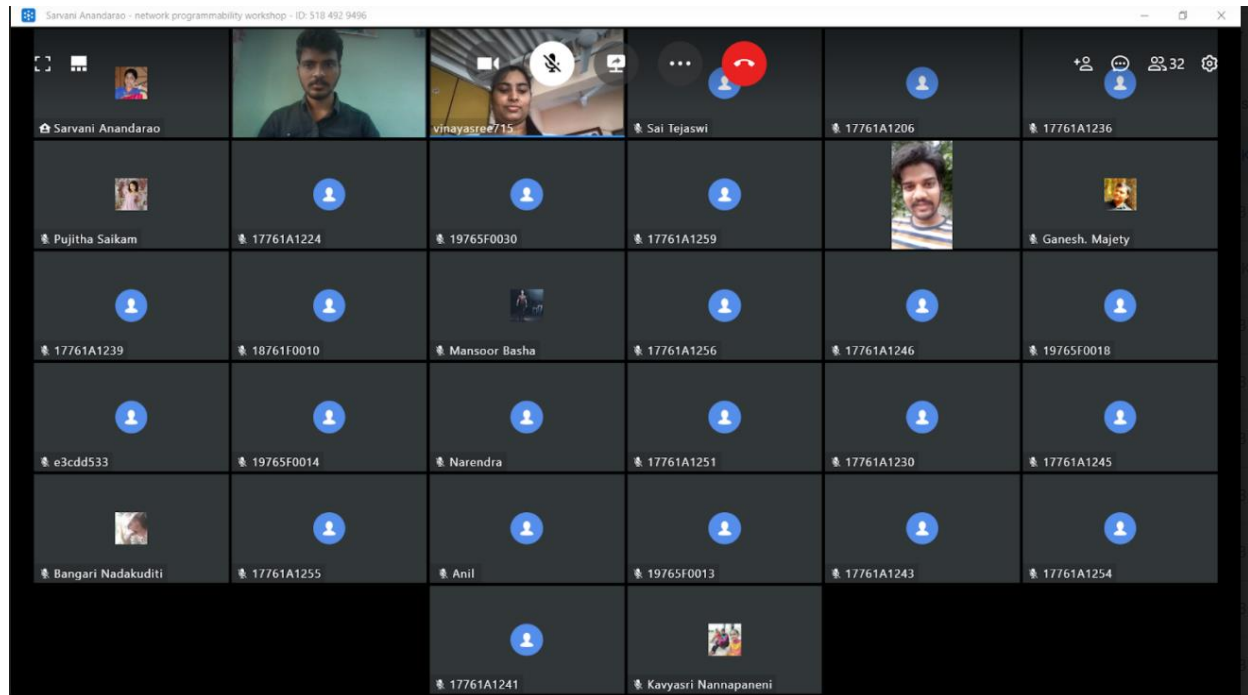 Sarvani Anandarao - network programmability workshop - ID: 518 492 9496
32
Sarvani Anandarao
vinayasree715
Sai Tejaswi
17761A1206
17761A1236
Pujitha Saikam
17761A1224
19765F0030
17761A1259
Ganesh. Majety
17761A1239
18761F0010
Mansoor Basha
17761A1256
17761A1246
19765F0018
e3cdd533
19765F0014
Narendra
17761A1251
17761A1230
17761A1245
Bangari Nadakuditi
17761A1255
Anil
19765F0013
17761A1243
17761A1254
17761A1241
Kavyasri Nannapaneni